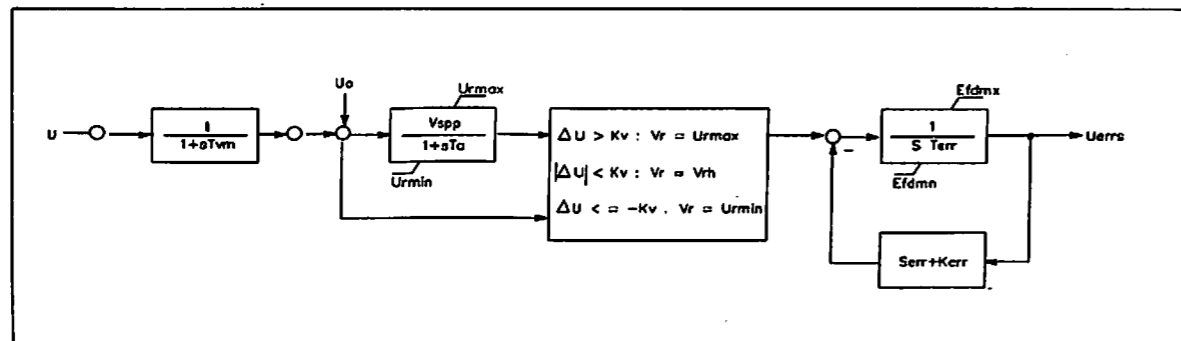 U
1
1+sTvm
Uo
Urmax
Vspp
1+sTa
Urmin
ΔU > Kv : Vr = Urmax
|ΔU| < Kv : Vr = Vrh
ΔU < = -Kv . Vr = Urmin
-
Efdmx
1
S Terr
Efdmn
Uerrs
Serr+Kerr